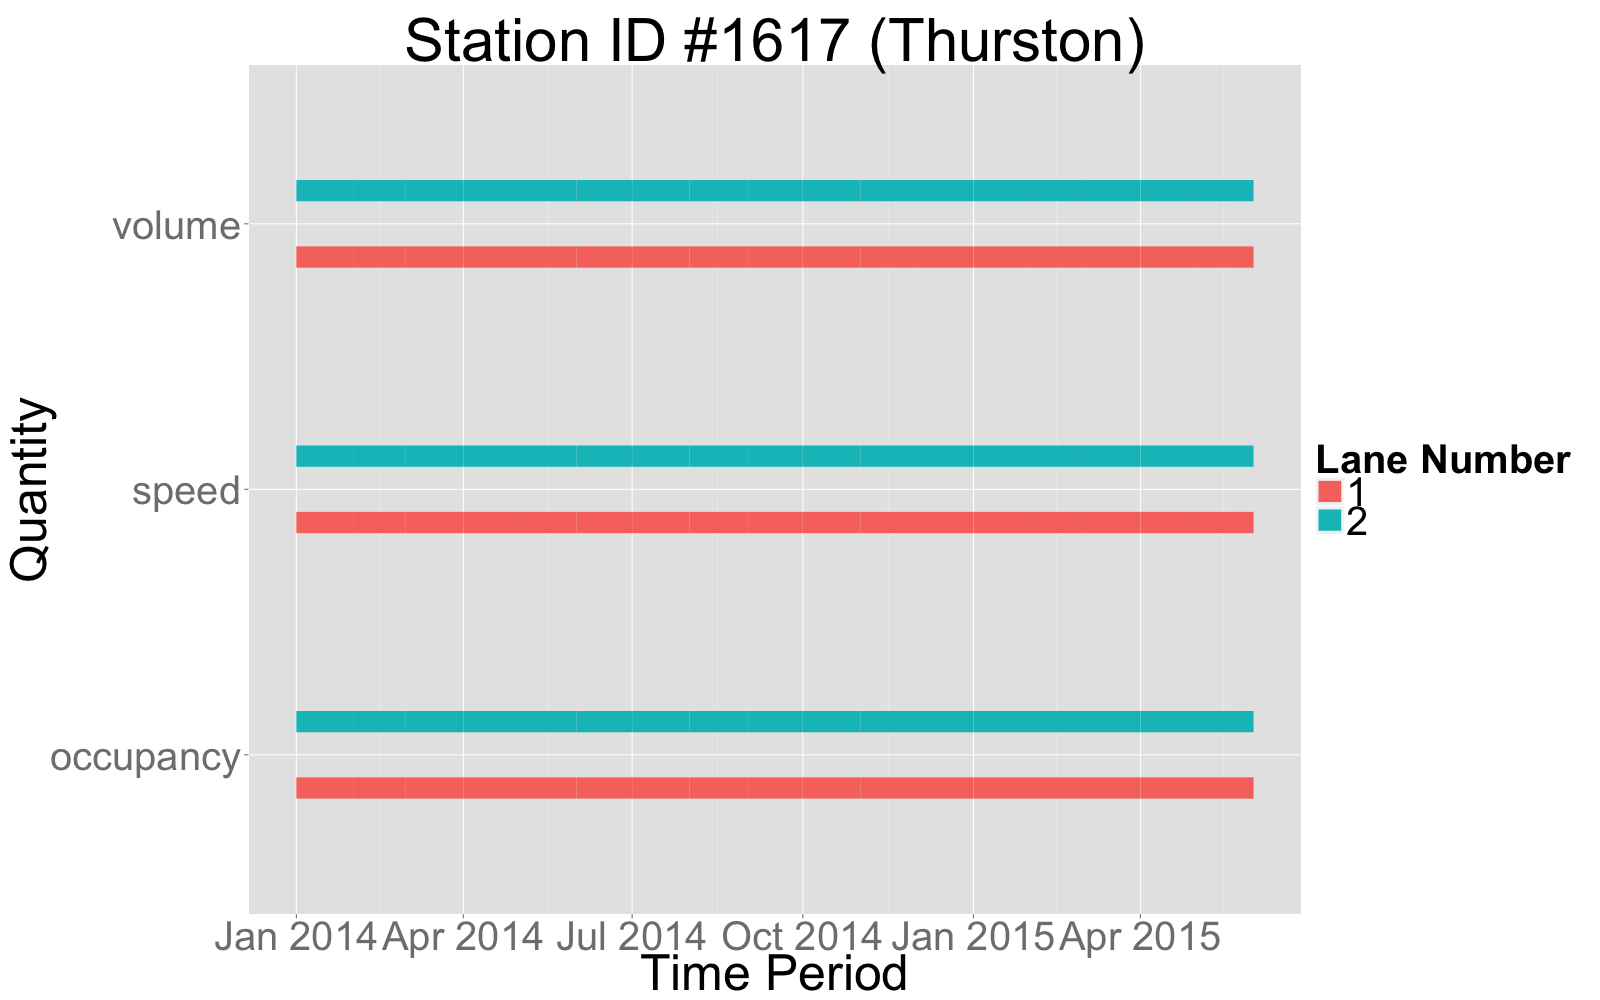 Station ID #1617 (Thurston)
Quantity
volume
speed
occupancy
Lane Number
1
2
Jan 2014 Apr 2014 Jul 2014 Oct 2014 Jan 2015 Apr 2015
Time Period